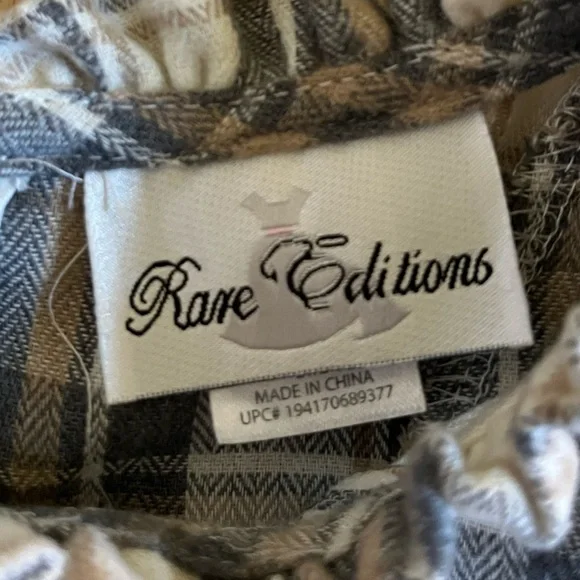 Rare Editions
MADE IN CHINA
UPC# 194170689377